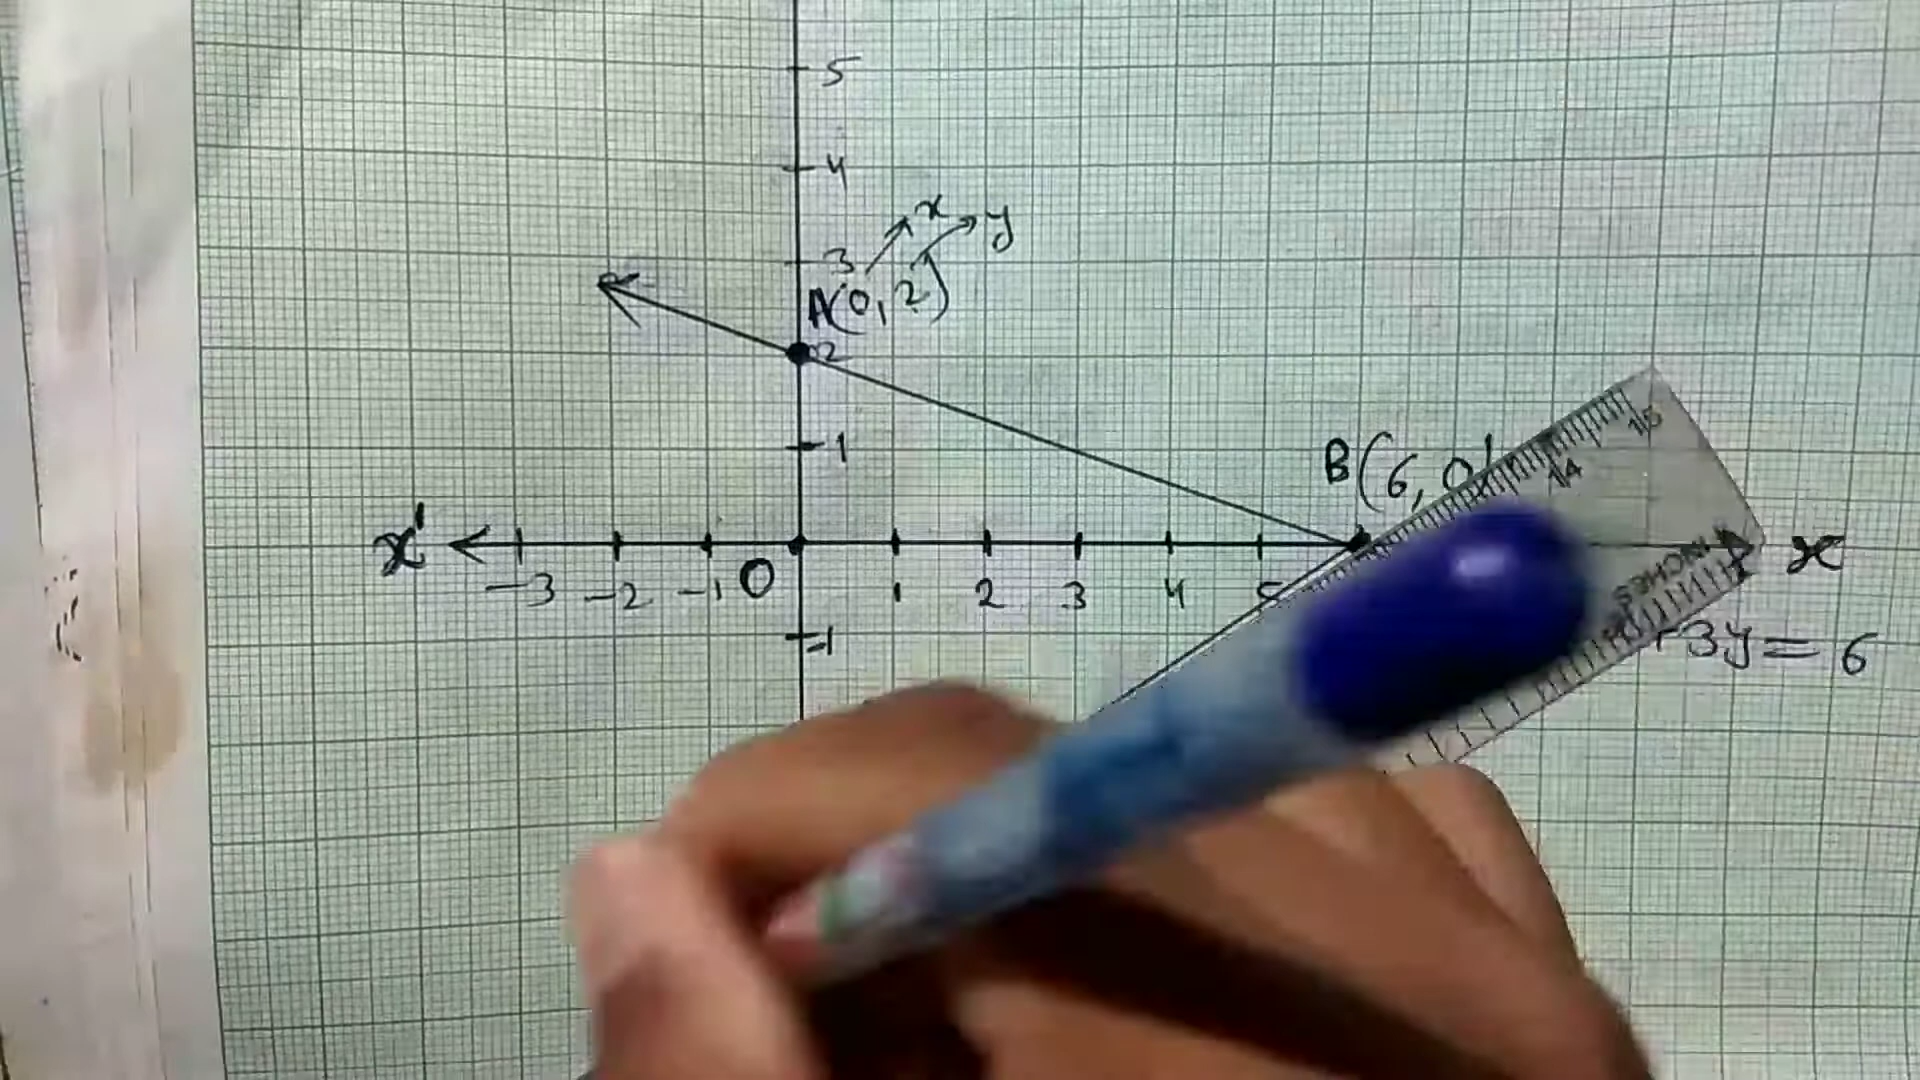 5
4
x y
3
A(0, 2)
2
1
B(6, 0
15
14
INCHES
x' x
-3 -2 -1 O 1 2 3 4 5
-1
+3y = 6